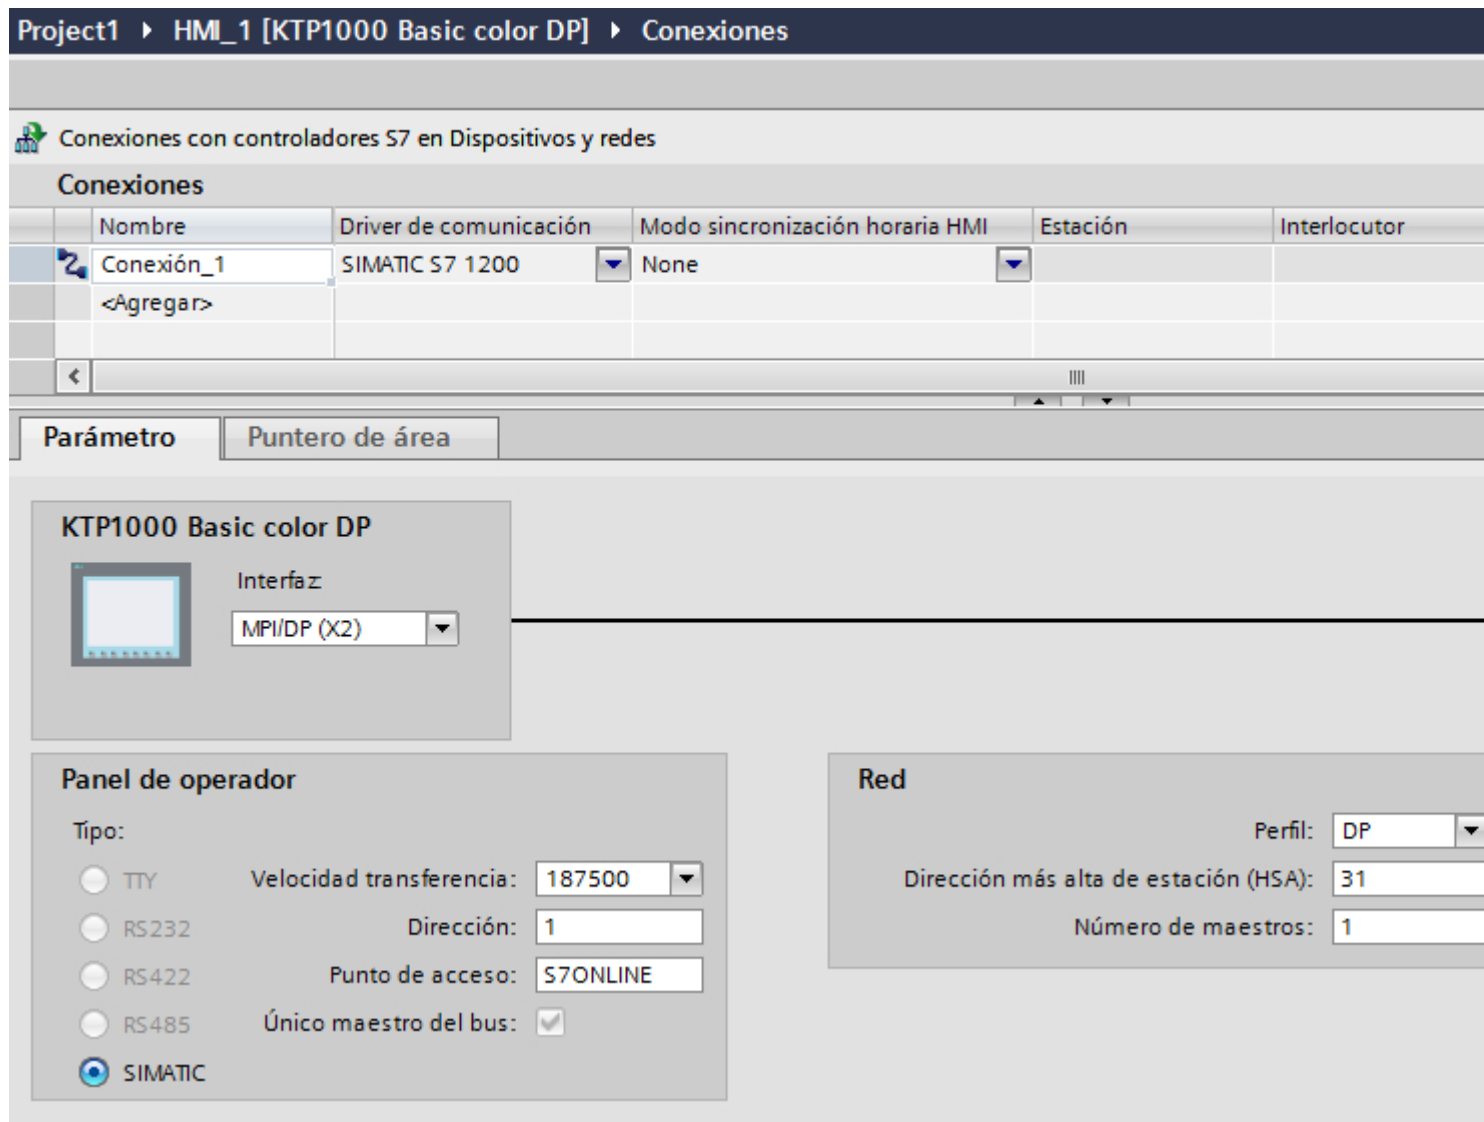 Project1 ▸ HMI_1 [KTP1000 Basic color DP] ▸ Conexiones
Conexiones con controladores S7 en Dispositivos y redes
Conexiones
Nombre Driver de comunicación Modo sincronización horaria HMI Estación Interlocutor
Conexión_1 SIMATIC S7 1200 None
<Agregar>
Parámetro Puntero de área
KTP1000 Basic color DP
Interfaz:
MPI/DP (X2)
Panel de operador
Tipo:
TTY Velocidad transferencia: 187500
RS232 Dirección: 1
RS422 Punto de acceso: S7ONLINE
RS485 Único maestro del bus:
SIMATIC
Red
Perfil: DP
Dirección más alta de estación (HSA): 31
Número de maestros: 1